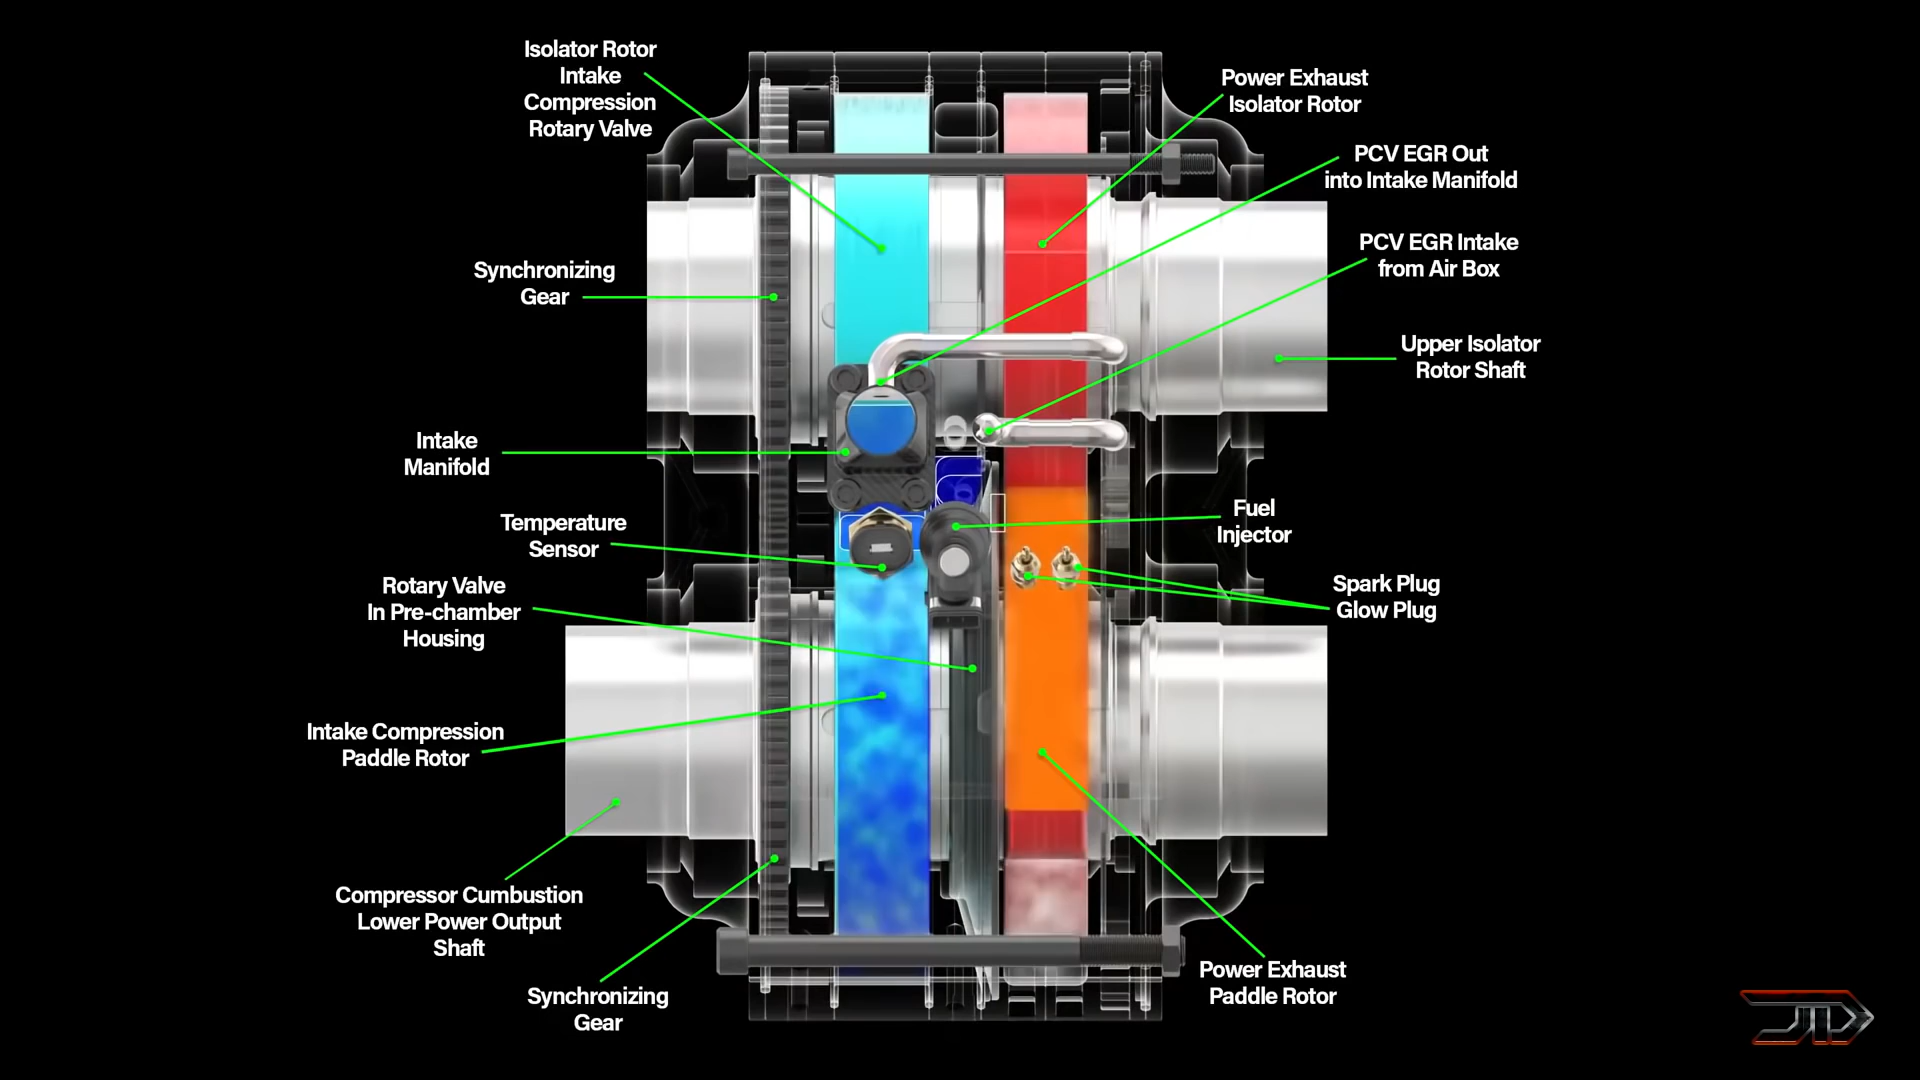 Isolator Rotor
Intake
Compression
Rotary Valve
Power Exhaust
Isolator Rotor
PCV EGR Out
into Intake Manifold
PCV EGR Intake
from Air Box
Synchronizing
Gear
Upper Isolator
Rotor Shaft
Intake
Manifold
Temperature
Sensor
Fuel
Injector
Rotary Valve
In Pre-chamber
Housing
Spark Plug
Glow Plug
Intake Compression
Paddle Rotor
Compressor Cumbustion
Lower Power Output
Shaft
Synchronizing
Gear
Power Exhaust
Paddle Rotor
JTD